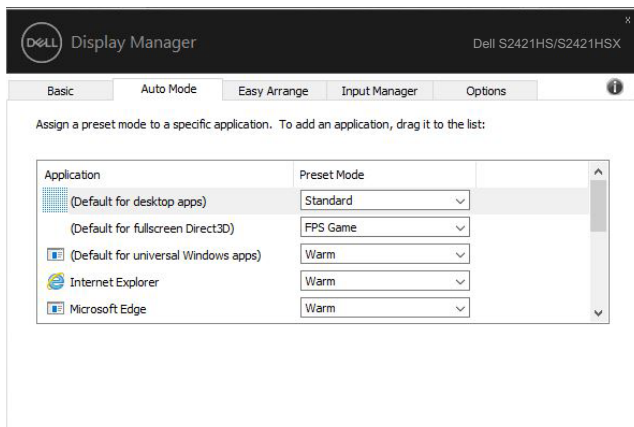 DELL Display Manager Dell S2421HS/S2421HSX
x
Basic Auto Mode Easy Arrange Input Manager Options
Assign a preset mode to a specific application. To add an application, drag it to the list:
Application Preset Mode
(Default for desktop apps) Standard
(Default for fullscreen Direct3D) FPS Game
(Default for universal Windows apps) Warm
Internet Explorer Warm
Microsoft Edge Warm